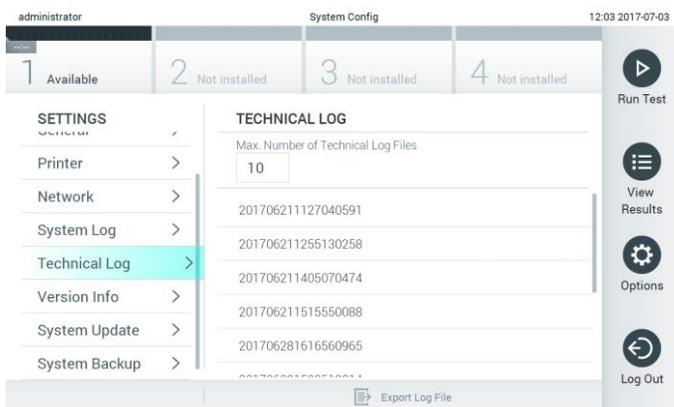 administrator System Config 12:03 2017-07-03
1 Available 2 Not installed 3 Not installed 4 Not installed
Run Test
SETTINGS
General
Printer
Network
System Log
Technical Log
Version Info
System Update
System Backup
TECHNICAL LOG
Max. Number of Technical Log Files
10
201706211127040591
201706211255130258
201706211405070474
201706211515550088
201706281616560965
Export Log File
View
Results
Options
Log Out